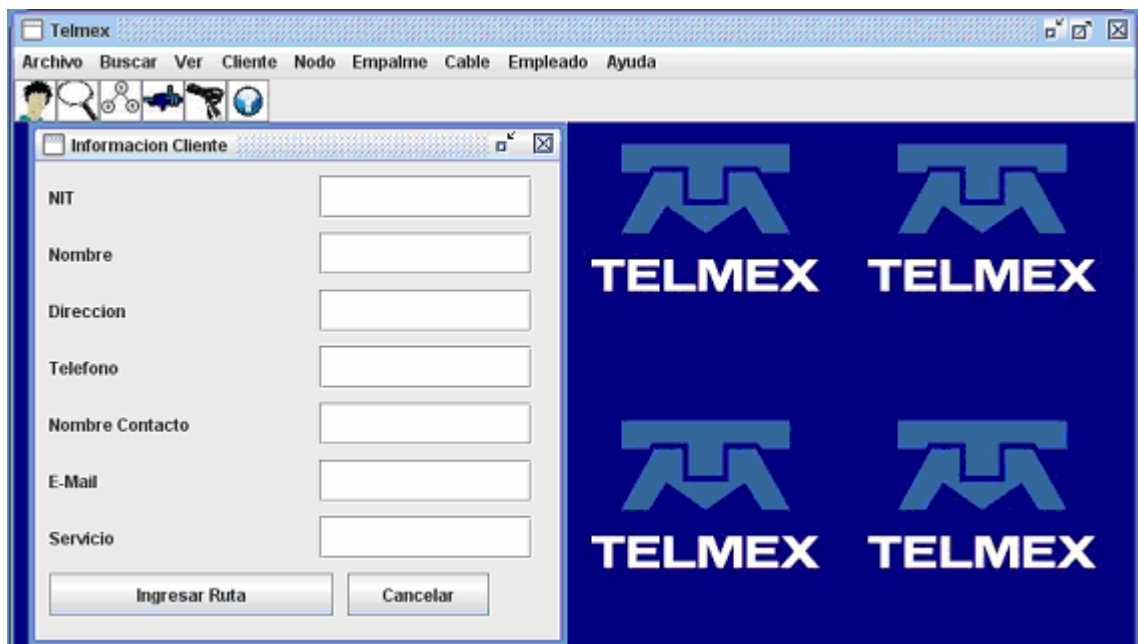 Telmex
Archivo Buscar Ver Cliente Nodo Empalme Cable Empleado Ayuda
Informacion Cliente
NIT
Nombre
Direccion
Telefono
Nombre Contacto
E-Mail
Servicio
Ingresar Ruta Cancelar
TELMEX TELMEX
TELMEX TELMEX